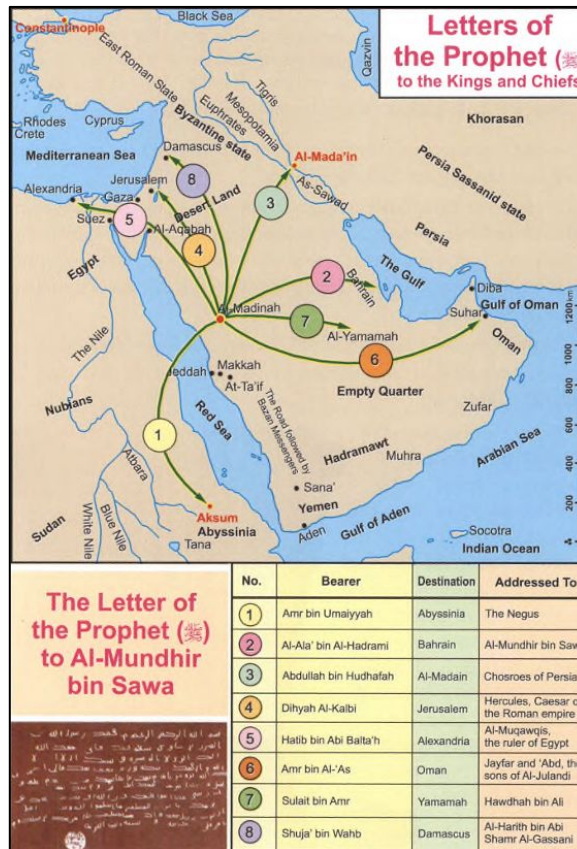 Letters of
the Prophet (ﷺ)
to the Kings and Chiefs
Constantinople
Black Sea
East Roman State
Byzantine state
Qazvin
Tigris
Mesopotamia
Euphrates
Khorasan
Rhodes
Crete
Cyprus
Mediterranean Sea
Damascus
Al-Mada'in
As-Sawad
Persia Sassanid state
Alexandria
Jerusalem
Gaza
Suez
Al-Aqabah
Desert Land
8
3
5
4
Persia
Egypt
2
Bahrain
The Gulf
Diba
Gulf of Oman
Suhar
Al-Madinah
7
Al-Yamamah
6
Oman
The Nile
Jeddah
Makkah
At-Ta'if
Empty Quarter
Nubians
Red Sea
The Road followed by
Bazan Messengers
Zufar
1
Atbara
Hadramawt
Muhra
Arabian Sea
Sana'
Yemen
Aden
Gulf of Aden
Aksum
Abyssinia
Sudan
White Nile
Blue Nile
Tana
Socotra
Indian Ocean
1200km
1000
800
600
400
200
The Letter of
the Prophet (ﷺ)
to Al-Mundhir
bin Sawa
No. Bearer Destination Addressed To
1 Amr bin Umaiyyah Abyssinia The Negus
2 Al-Ala' bin Al-Hadrami Bahrain Al-Mundhir bin Saw
3 Abdullah bin Hudhafah Al-Madain Chosroes of Persia
4 Dihyah Al-Kalbi Jerusalem Hercules, Caesar o
the Roman empire
5 Hatib bin Abi Balta'h Alexandria Al-Muqawqis,
the ruler of Egypt
6 Amr bin Al-'As Oman Jayfar and 'Abd, the
sons of Al-Julandi
7 Sulait bin Amr Yamamah Hawdhah bin Ali
8 Shuja' bin Wahb Damascus Al-Harith bin Abi
Shamr Al-Gassani